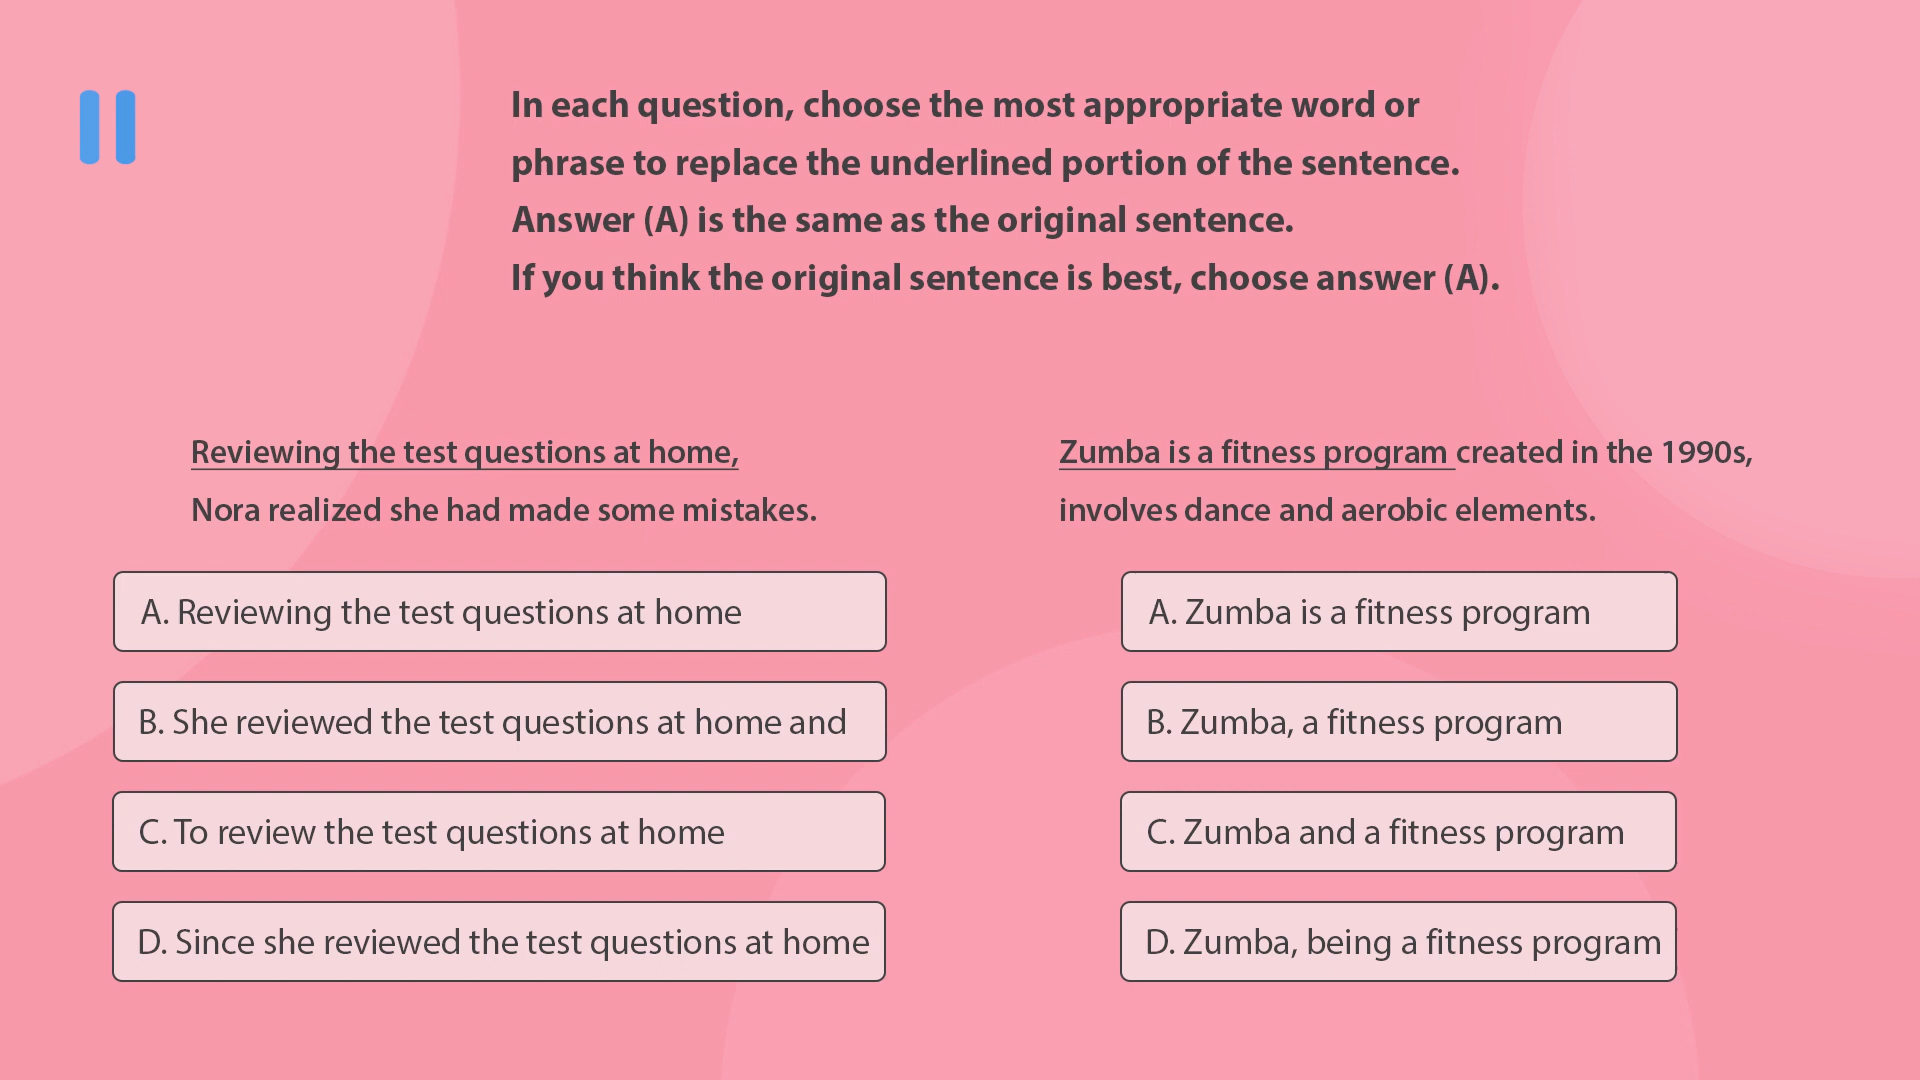 In each question, choose the most appropriate word or
phrase to replace the underlined portion of the sentence.
Answer (A) is the same as the original sentence.
If you think the original sentence is best, choose answer (A).
Reviewing the test questions at home,
Nora realized she had made some mistakes.
A. Reviewing the test questions at home
B. She reviewed the test questions at home and
C. To review the test questions at home
D. Since she reviewed the test questions at home
Zumba is a fitness program created in the 1990s,
involves dance and aerobic elements.
A. Zumba is a fitness program
B. Zumba, a fitness program
C. Zumba and a fitness program
D. Zumba, being a fitness program